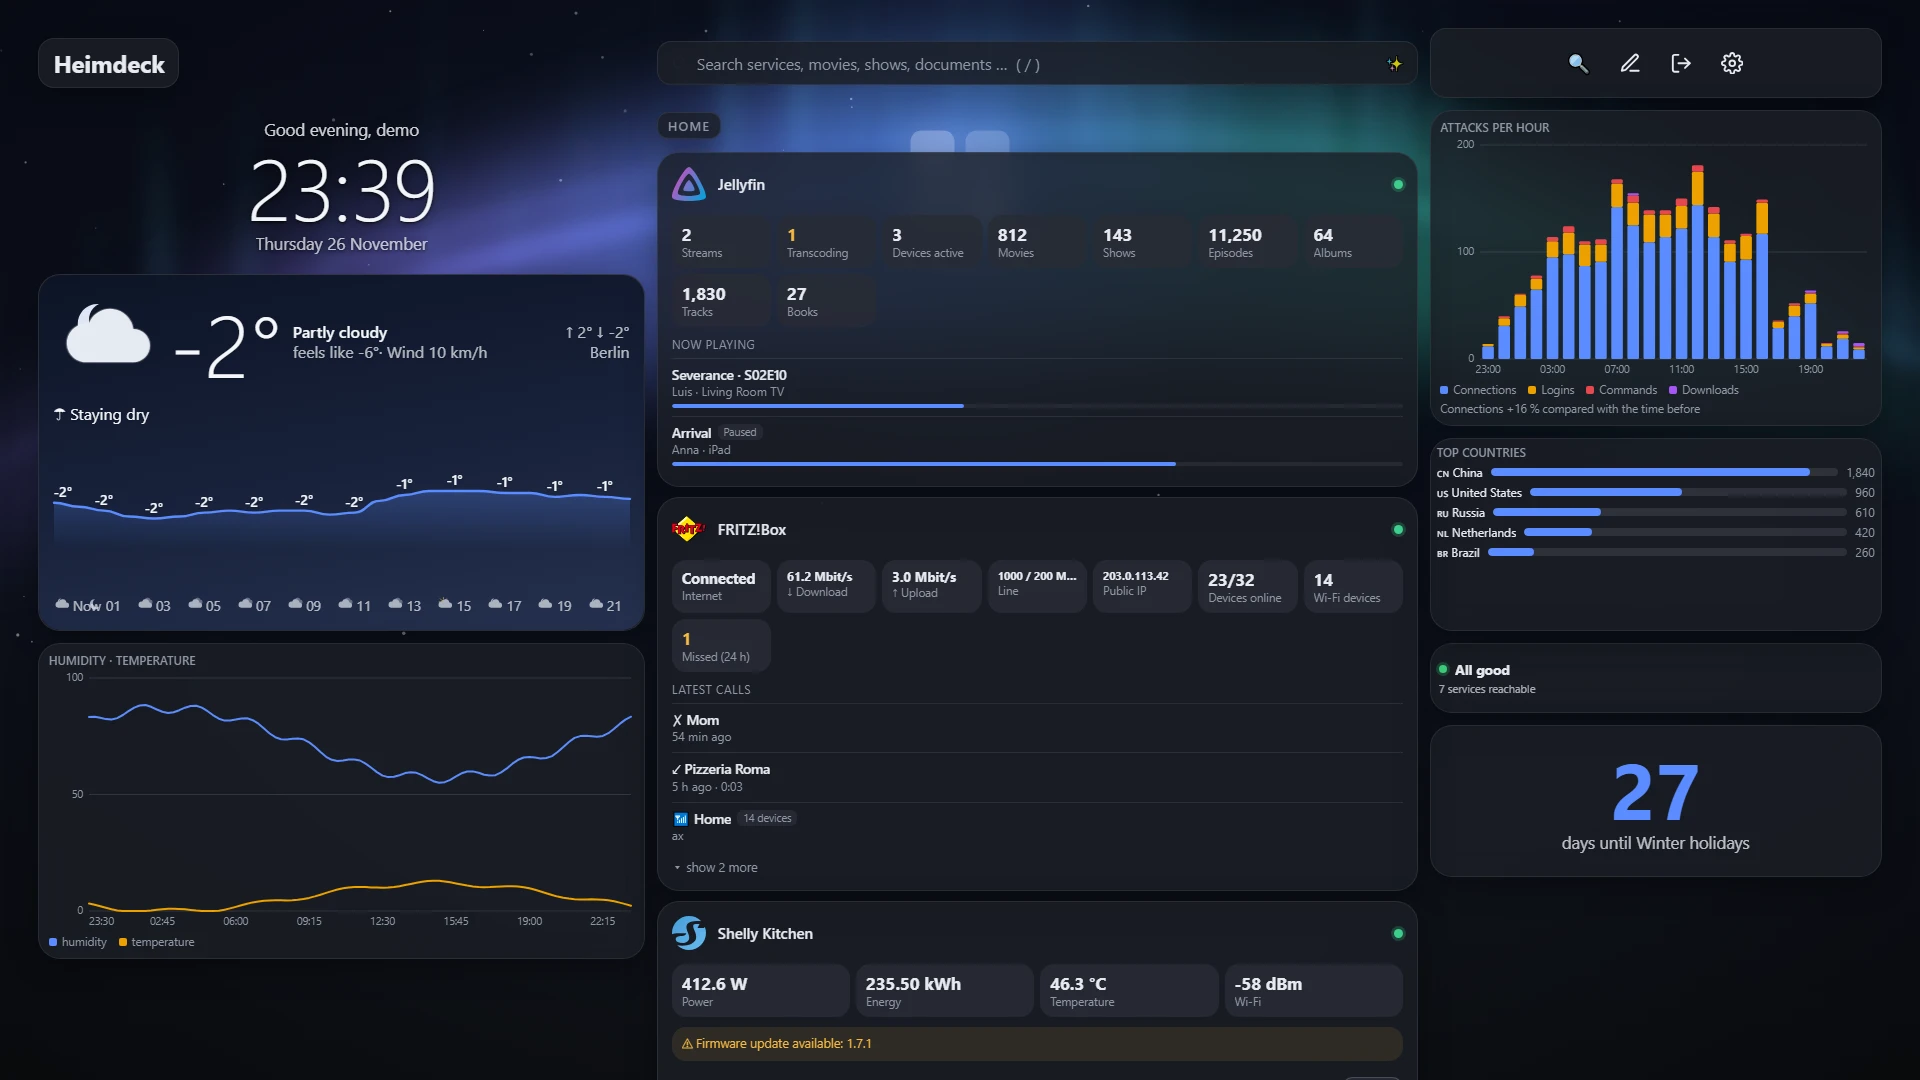 Heimdeck
Good evening, demo
23:39
Thursday 26 November
-2°
Partly cloudy
feels like -6°· Wind 10 km/h
↑ 2° ↓ -2°
Berlin
☂ Staying dry
-2° -2° -2° -2° -2° -2° -2° -1° -1° -1° -1° -1°
Now 01 03 05 07 09 11 13 15 17 19 21
HUMIDITY · TEMPERATURE
100
50
0
23:30 02:45 06:00 09:15 12:30 15:45 19:00 22:15
humidity temperature
Search services, movies, shows, documents ... ( / )
HOME
Jellyfin
2 1 3 812 143 11,250 64
Streams Transcoding Devices active Movies Shows Episodes Albums
1,830 27
Tracks Books
NOW PLAYING
Severance · S02E10
Luis · Living Room TV
Arrival Paused
Anna · iPad
FRITZ!
FRITZ!Box
Connected 61.2 Mbit/s 3.0 Mbit/s 1000 / 200 M... 203.0.113.42 23/32 14
Internet ↓ Download ↑ Upload Line Public IP Devices online Wi-Fi devices
1
Missed (24 h)
LATEST CALLS
✗ Mom
54 min ago
↙ Pizzeria Roma
5 h ago · 0:03
Home 14 devices
ax
show 2 more
Shelly Kitchen
412.6 W 235.50 kWh 46.3 °C -58 dBm
Power Energy Temperature Wi-Fi
⚠ Firmware update available: 1.7.1
ATTACKS PER HOUR
200
100
0
23:00 03:00 07:00 11:00 15:00 19:00
Connections Logins Commands Downloads
Connections +16 % compared with the time before
TOP COUNTRIES
CN China 1,840
US United States 960
RU Russia 610
NL Netherlands 420
BR Brazil 260
All good
7 services reachable
27
days until Winter holidays